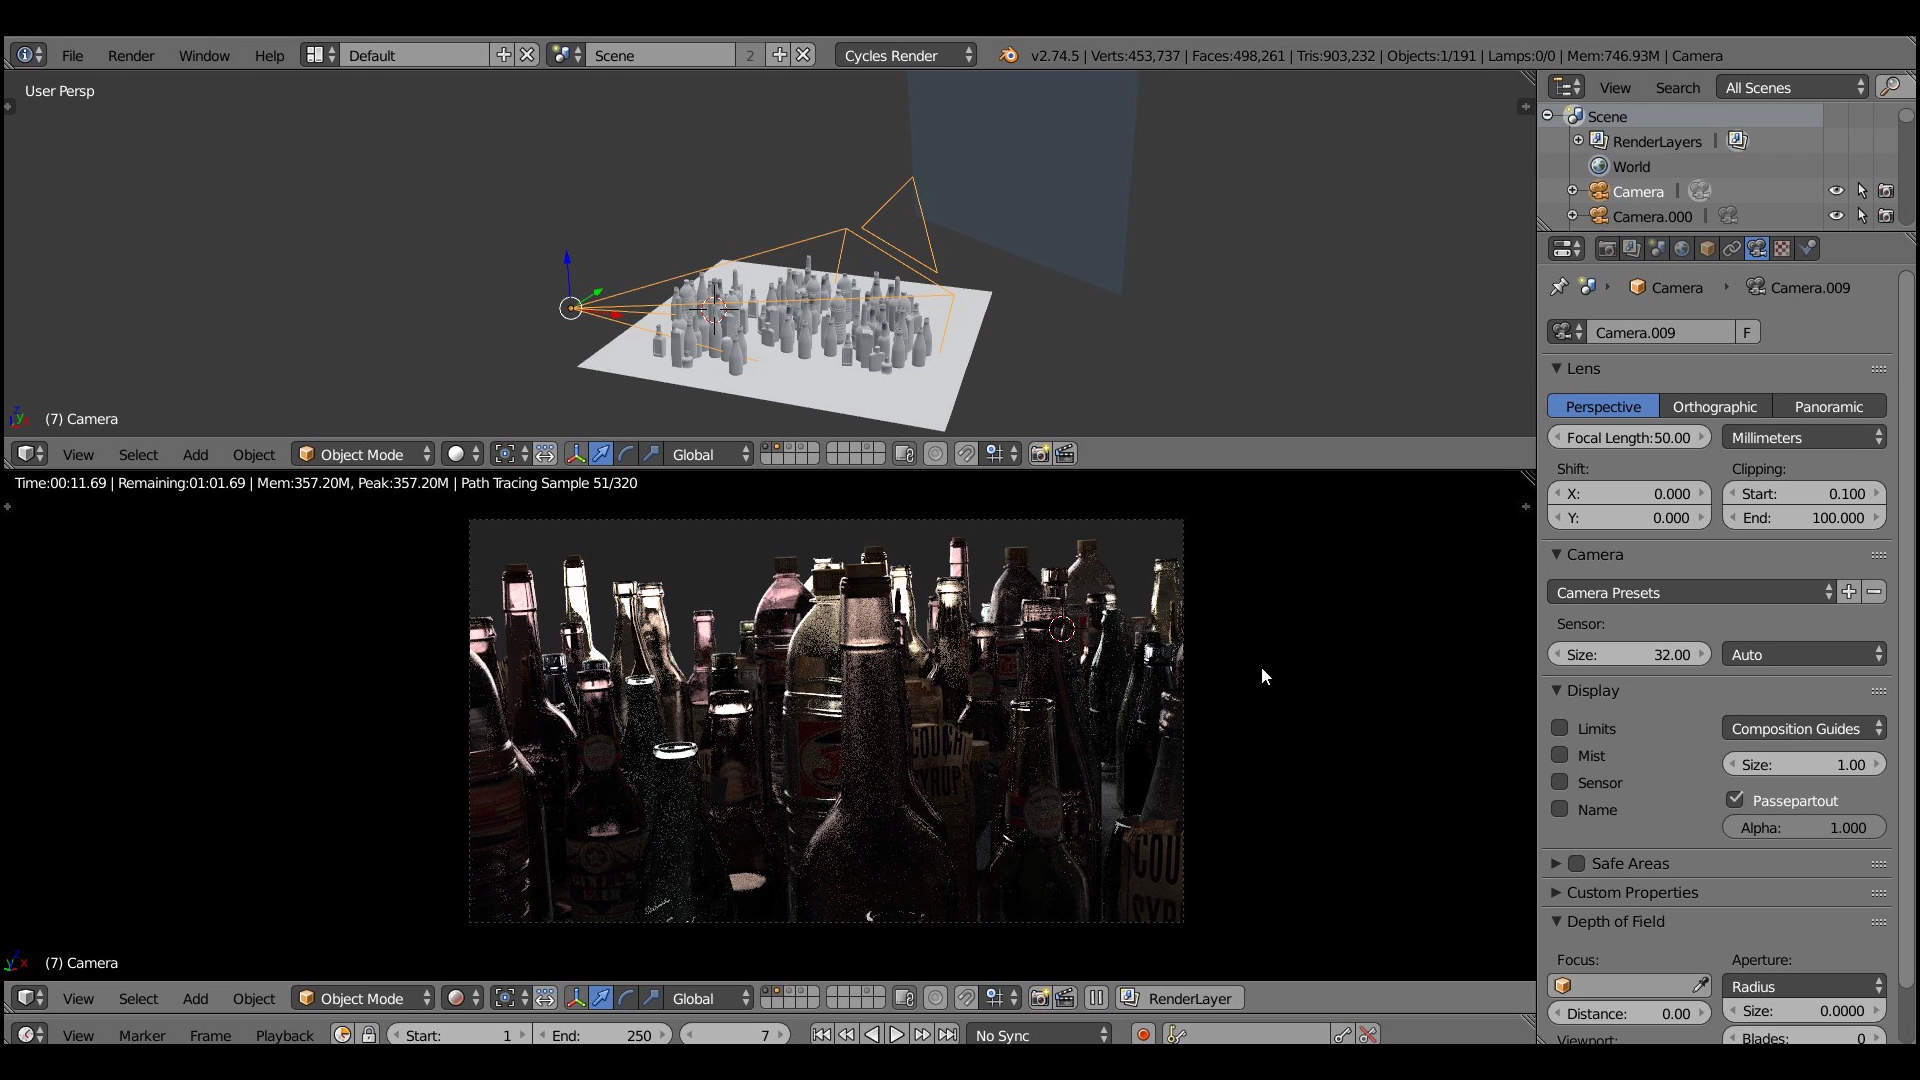 File Render Window Help Default Scene 2 Cycles Render v2.74.5 | Verts:453,737 | Faces:498,261 | Tris:903,232 | Objects:1/191 | Lamps:0/0 | Mem:746.93M | Camera
User Persp
(7) Camera
View Select Add Object Object Mode Global
Time:00:11.69 | Remaining:01:01.69 | Mem:357.20M, Peak:357.20M | Path Tracing Sample 51/320
COUGH
SYRUP
COU
SYR
(7) Camera
View Select Add Object Object Mode Global RenderLayer
View Marker Frame Playback Start: 1 End: 250 7 No Sync
View Search All Scenes
Scene
RenderLayers
World
Camera
Camera.000
Camera Camera.009
Camera.009 F
Lens
Perspective Orthographic Panoramic
Focal Length:50.00 Millimeters
Shift: Clipping:
X: 0.000 Start: 0.100
Y: 0.000 End: 100.000
Camera
Camera Presets
Sensor:
Size: 32.00 Auto
Display
Limits Composition Guides
Mist Size: 1.00
Sensor Passepartout
Name Alpha: 1.000
Safe Areas
Custom Properties
Depth of Field
Focus: Aperture:
Radius
Distance: 0.00 Size: 0.0000
Viewport: Blades: 0